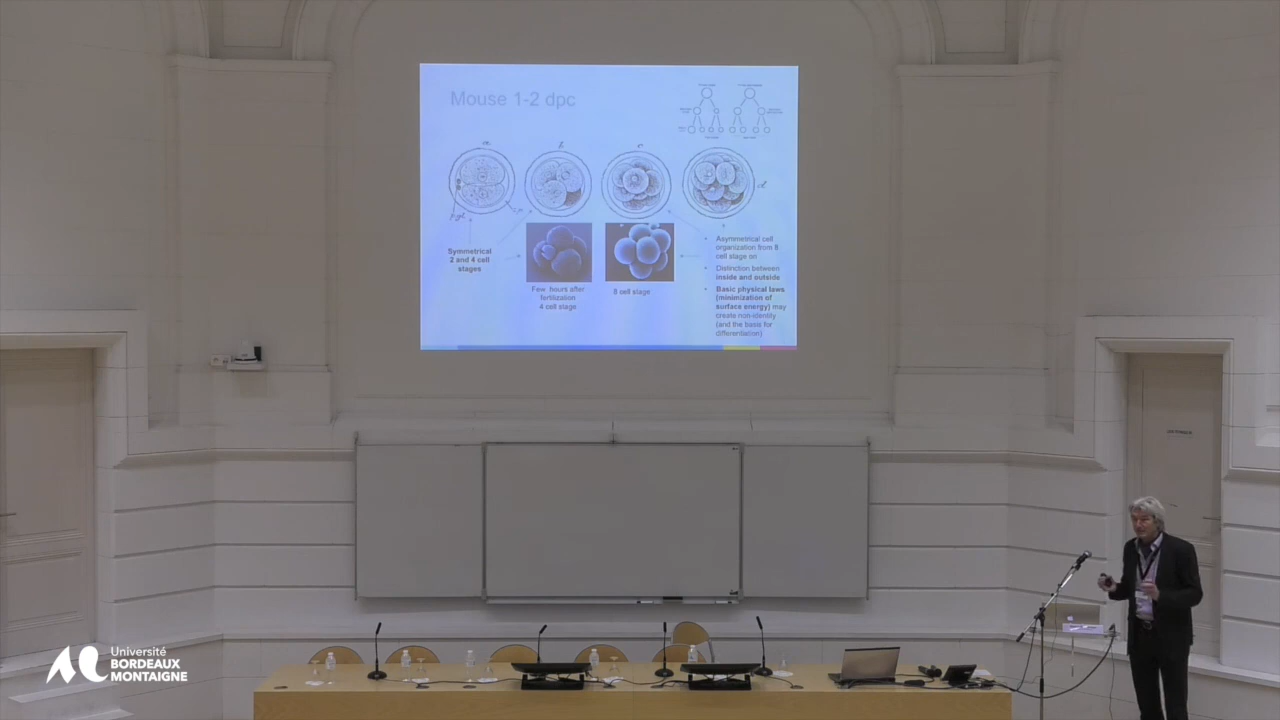 Mouse 1-2 dpc
a
b
c
d
Symmetrical
2 and 4 cell
stages
Few hours after
fertilization
4 cell stage
8 cell stage
• Asymmetrical cell
organization from 8
cell stage on
• Distinction between
inside and outside
• Basic physical laws
(minimization of
surface energy) may
create non-identity
(and the basis for
differentiation)
Université
BORDEAUX
MONTAIGNE